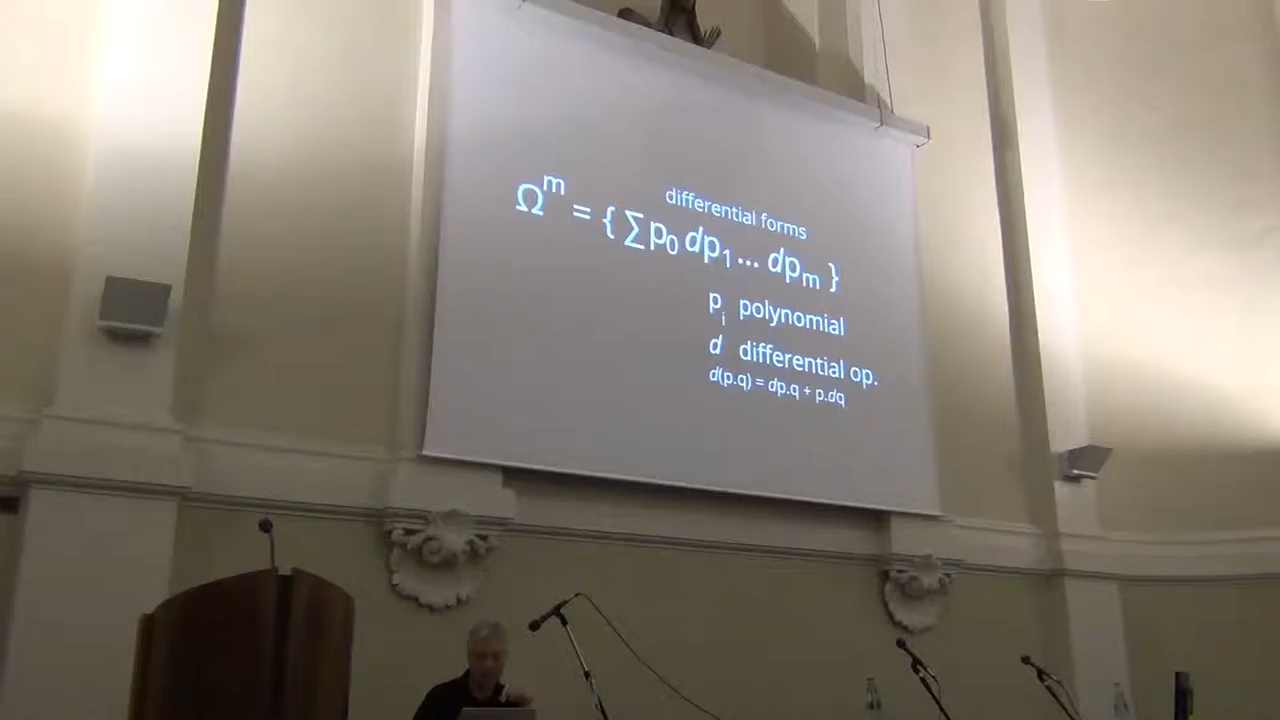 differential forms
Ωᵐ = { ∑p₀ dp₁... dpₘ }
pᵢ polynomial
d differential op.
d(p.q) = dp.q + p.dq